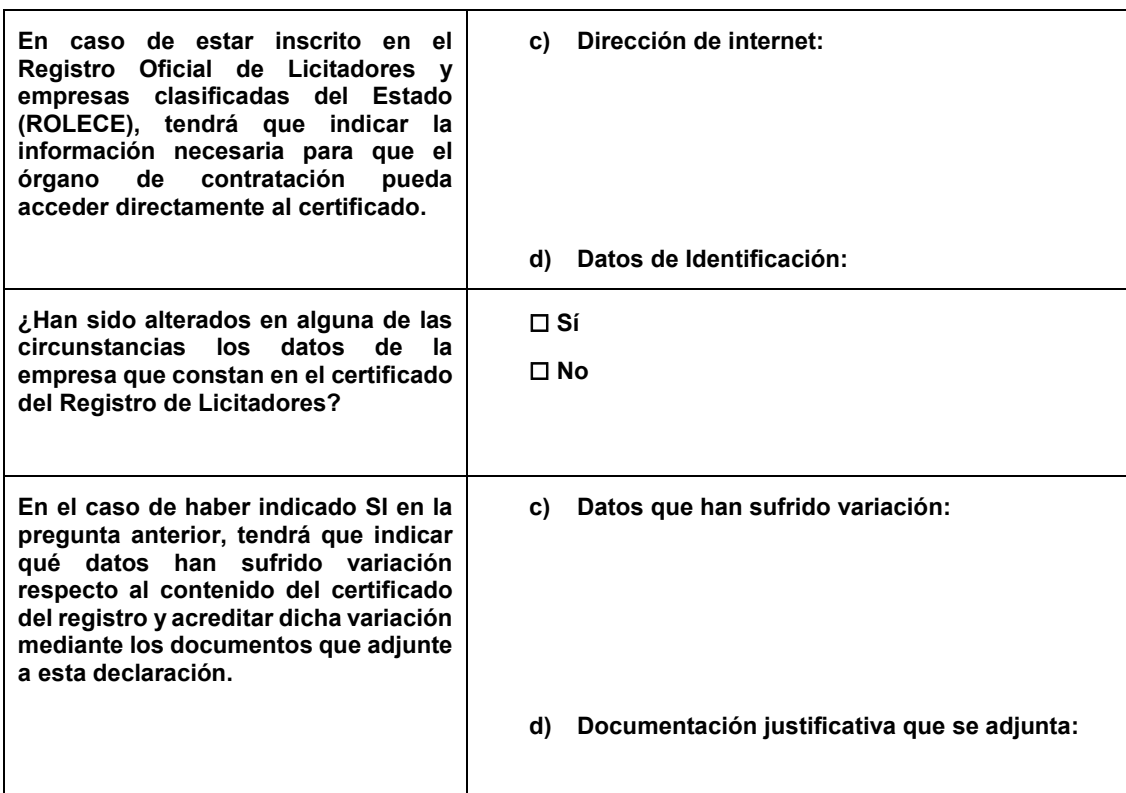 En caso de estar inscrito en el
Registro Oficial de Licitadores y
empresas clasificadas del Estado
(ROLECE), tendrá que indicar la
información necesaria para que el
órgano de contratación pueda
acceder directamente al certificado.
c) Dirección de internet:
d) Datos de Identificación:
¿Han sido alterados en alguna de las
circunstancias los datos de la
empresa que constan en el certificado
del Registro de Licitadores?
☐ Sí
☐ No
En el caso de haber indicado SI en la
pregunta anterior, tendrá que indicar
qué datos han sufrido variación
respecto al contenido del certificado
del registro y acreditar dicha variación
mediante los documentos que adjunte
a esta declaración.
c) Datos que han sufrido variación:
d) Documentación justificativa que se adjunta: